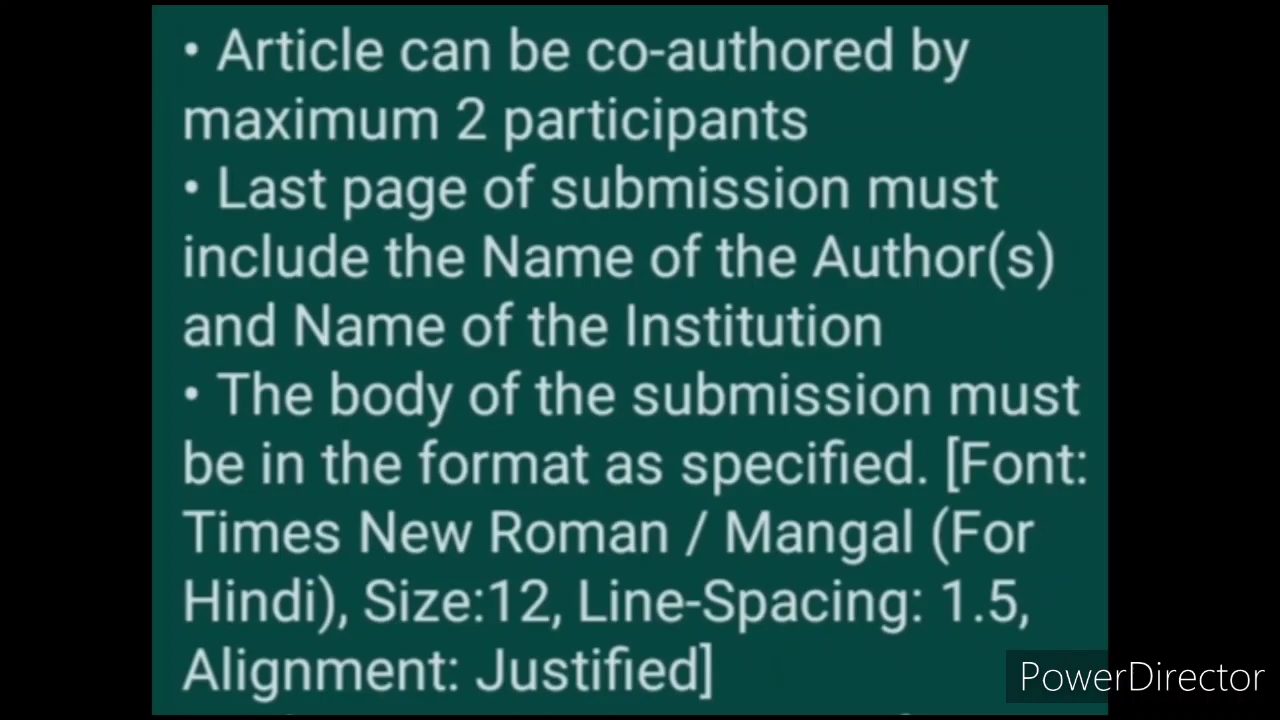 • Article can be co-authored by
maximum 2 participants
• Last page of submission must
include the Name of the Author(s)
and Name of the Institution
• The body of the submission must
be in the format as specified. [Font:
Times New Roman / Mangal (For
Hindi), Size:12, Line-Spacing: 1.5,
Alignment: Justified]
PowerDirector